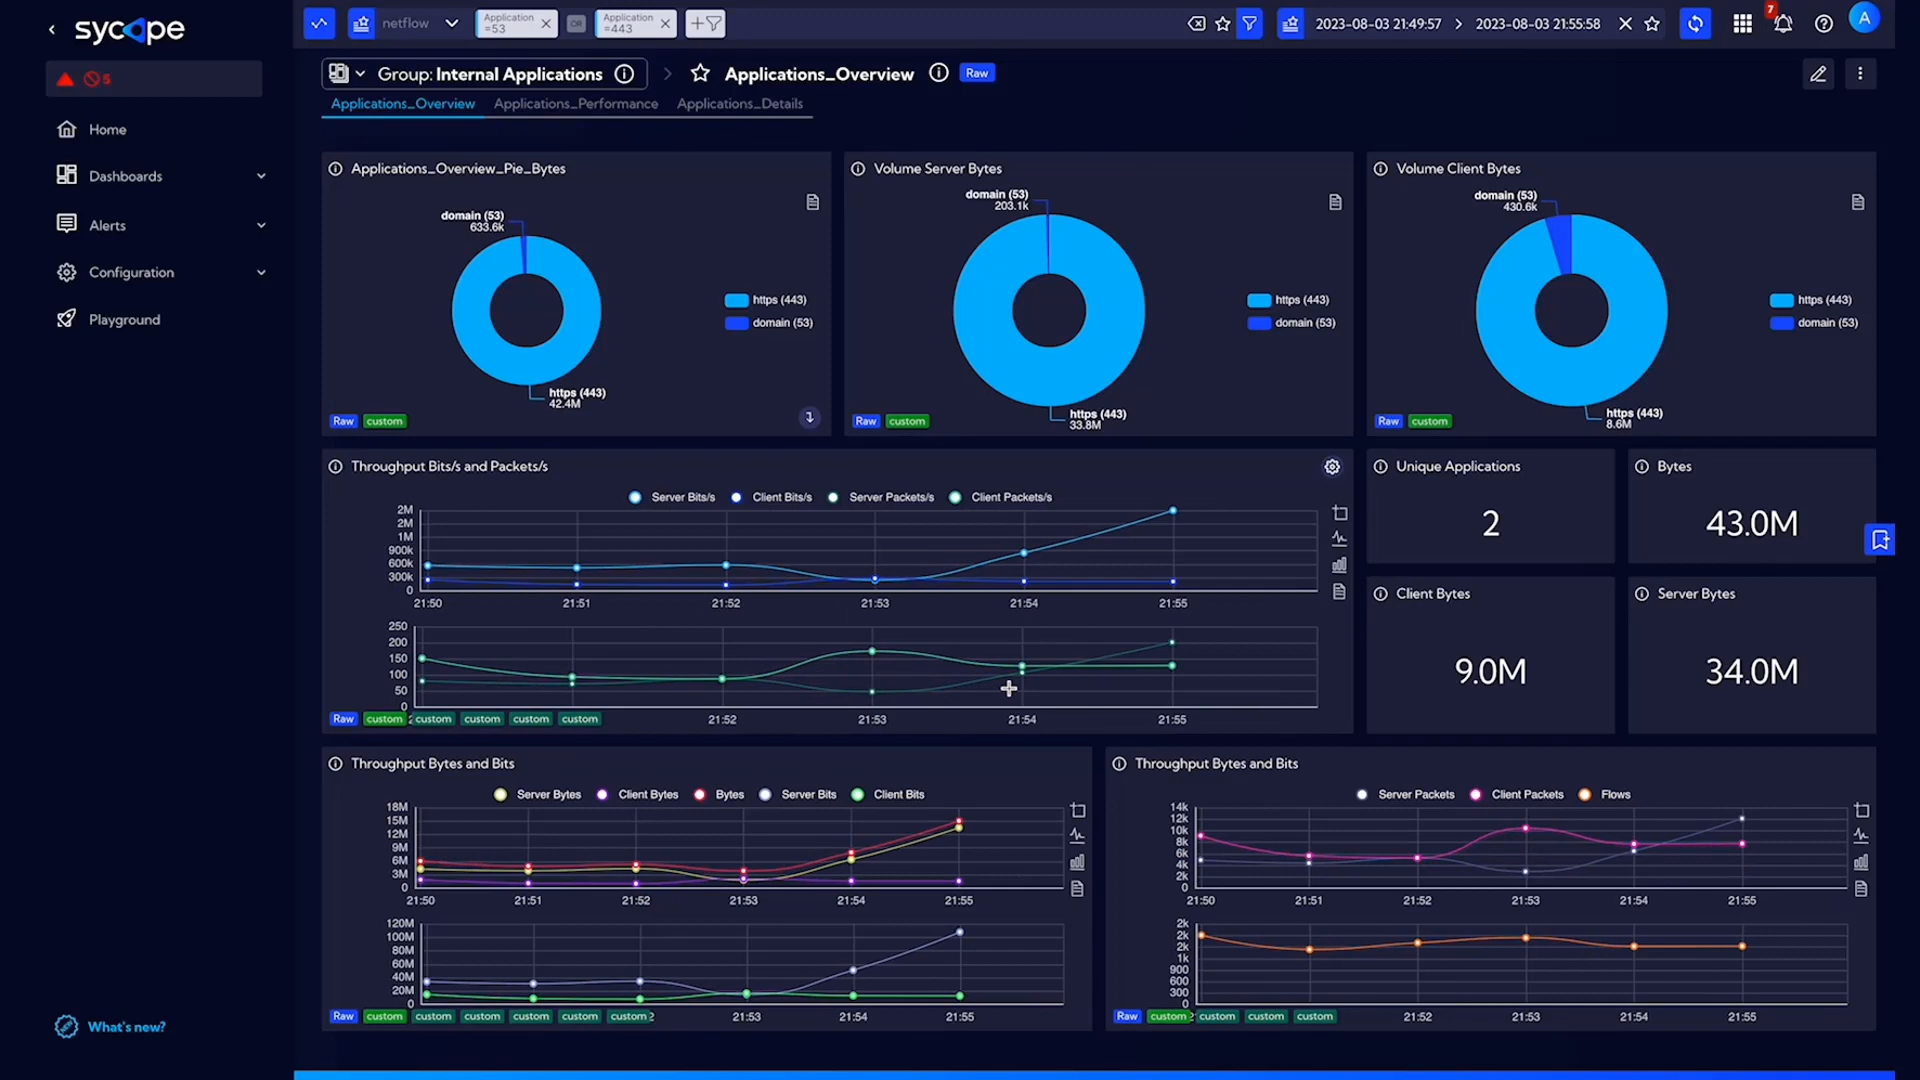 sycope
netflow
Application
=53
OR
Application
=443
2023-08-03 21:49:57 > 2023-08-03 21:55:58
7
A
5
Home
Dashboards
Alerts
Configuration
Playground
What's new?
Group: Internal Applications
Applications_Overview
Raw
Applications_Overview Applications_Performance Applications_Details
Applications_Overview_Pie_Bytes
domain (53)
633.6k
https (443)
domain (53)
https (443)
42.4M
Raw custom
Volume Server Bytes
domain (53)
203.1k
https (443)
domain (53)
https (443)
33.8M
Raw custom
Volume Client Bytes
domain (53)
430.6k
https (443)
domain (53)
https (443)
8.6M
Raw custom
Throughput Bits/s and Packets/s
Server Bits/s Client Bits/s Server Packets/s Client Packets/s
2M
2M
1M
900k
600k
300k
0
21:50 21:51 21:52 21:53 21:54 21:55
250
200
150
100
50
0
21:52 21:53 21:54 21:55
Raw custom custom custom custom custom
Unique Applications
2
Bytes
43.0M
Client Bytes
9.0M
Server Bytes
34.0M
Throughput Bytes and Bits
Server Bytes Client Bytes Bytes Server Bits Client Bits
18M
15M
12M
9M
6M
3M
0
21:50 21:51 21:52 21:53 21:54 21:55
120M
100M
80M
60M
40M
20M
0
21:53 21:54 21:55
Raw custom custom custom custom custom custom
Throughput Bytes and Bits
Server Packets Client Packets Flows
14k
12k
10k
8k
6k
4k
2k
0
21:50 21:51 21:52 21:53 21:54 21:55
2k
2k
2k
1k
900
600
300
0
21:52 21:53 21:54 21:55
Raw custom custom custom custom